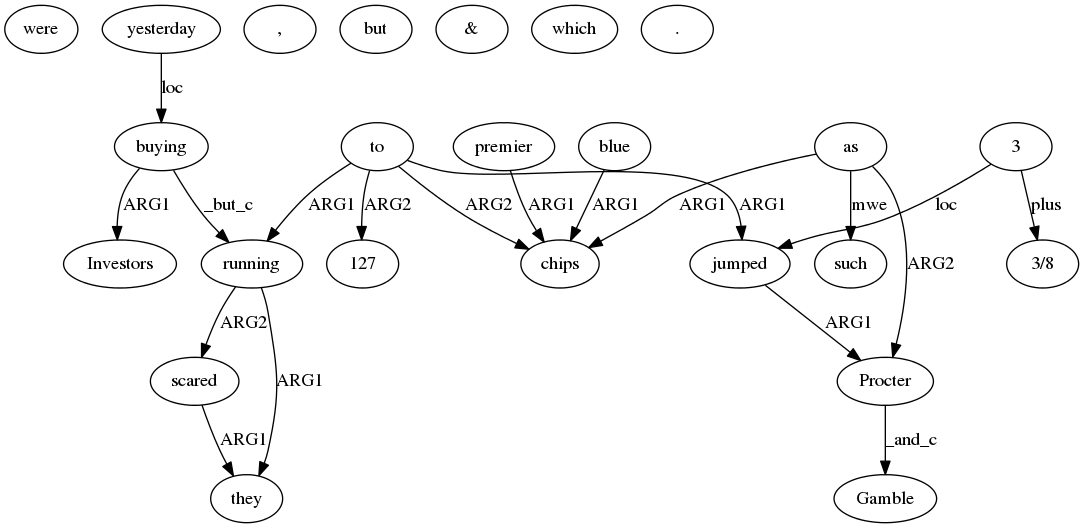 were yesterday , but & which .
loc
buying to premier blue as 3
ARG1 _but_c ARG1 ARG2 ARG2 ARG1 ARG1 ARG1 ARG1 mwe loc plus
Investors running 127 chips jumped such 3/8
ARG2
ARG1
ARG2 ARG1
scared Procter
ARG1
ARG1 _and_c
they Gamble